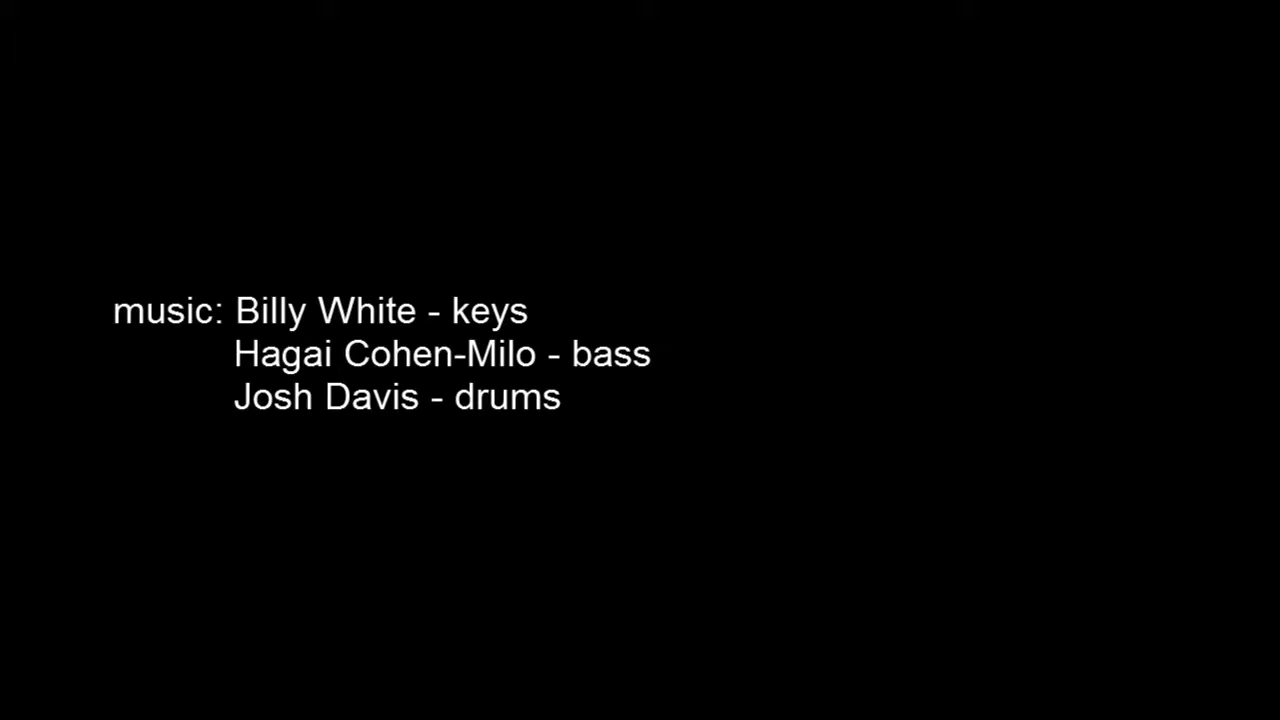 music: Billy White - keys
Hagai Cohen-Milo - bass
Josh Davis - drums